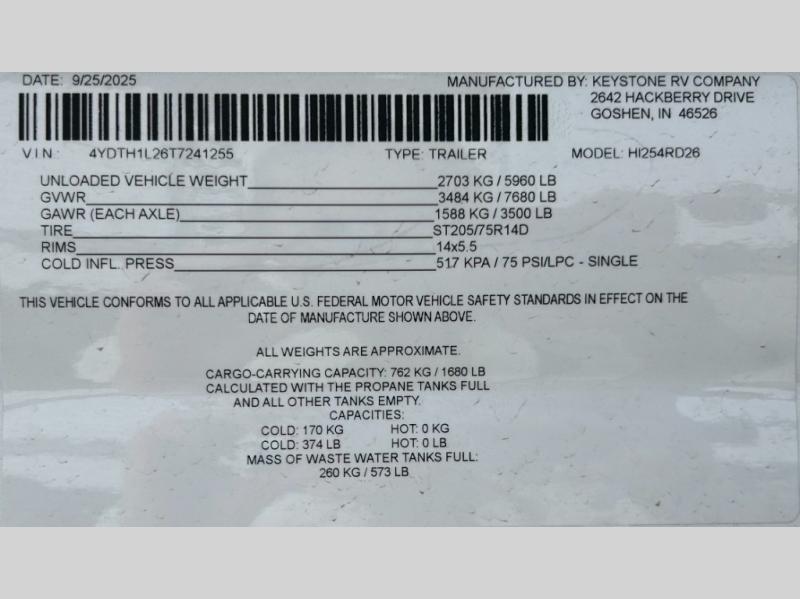 DATE: 9/25/2025 MANUFACTURED BY: KEYSTONE RV COMPANY
2642 HACKBERRY DRIVE
GOSHEN, IN 46526
VIN: 4YDTH1L26T7241255 TYPE: TRAILER MODEL: HI254RD26
UNLOADED VEHICLE WEIGHT 2703 KG / 5960 LB
GVWR 3484 KG / 7680 LB
GAWR (EACH AXLE) 1588 KG / 3500 LB
TIRE ST205/75R14D
RIMS 14x5.5
COLD INFL. PRESS 517 KPA / 75 PSI/LPC - SINGLE
THIS VEHICLE CONFORMS TO ALL APPLICABLE U.S. FEDERAL MOTOR VEHICLE SAFETY STANDARDS IN EFFECT ON THE
DATE OF MANUFACTURE SHOWN ABOVE.
ALL WEIGHTS ARE APPROXIMATE.
CARGO-CARRYING CAPACITY: 762 KG / 1680 LB
CALCULATED WITH THE PROPANE TANKS FULL
AND ALL OTHER TANKS EMPTY.
CAPACITIES:
COLD: 170 KG HOT: 0 KG
COLD: 374 LB HOT: 0 LB
MASS OF WASTE WATER TANKS FULL:
260 KG / 573 LB